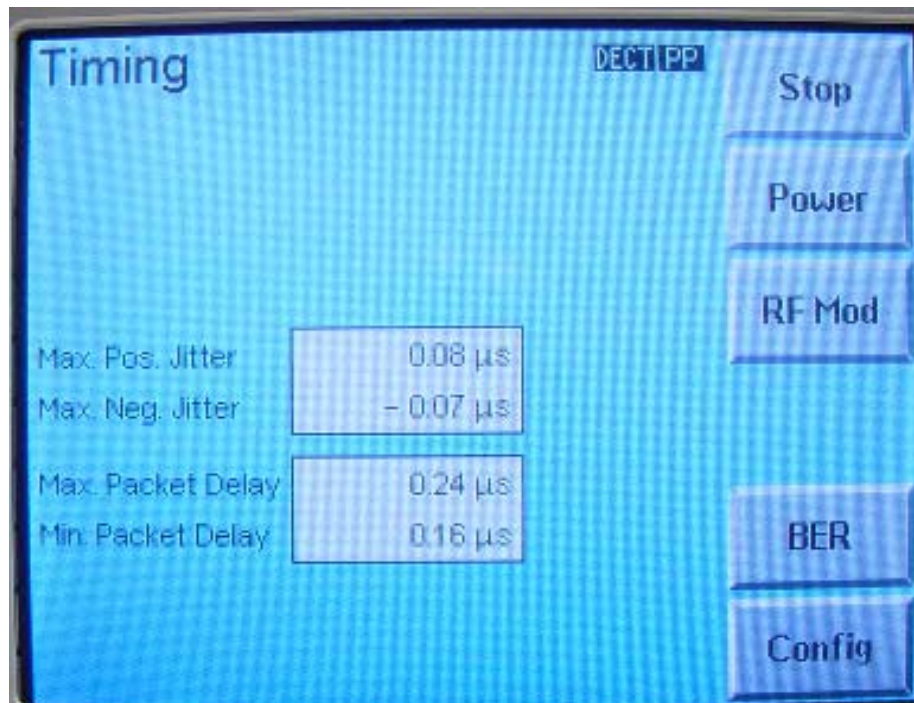 Timing
DECT PP
Stop
Power
RF Mod
Max. Pos. Jitter 0.08 µs
Max. Neg. Jitter - 0.07 µs
Max. Packet Delay 0.24 µs
Min. Packet Delay 0.16 µs
BER
Config